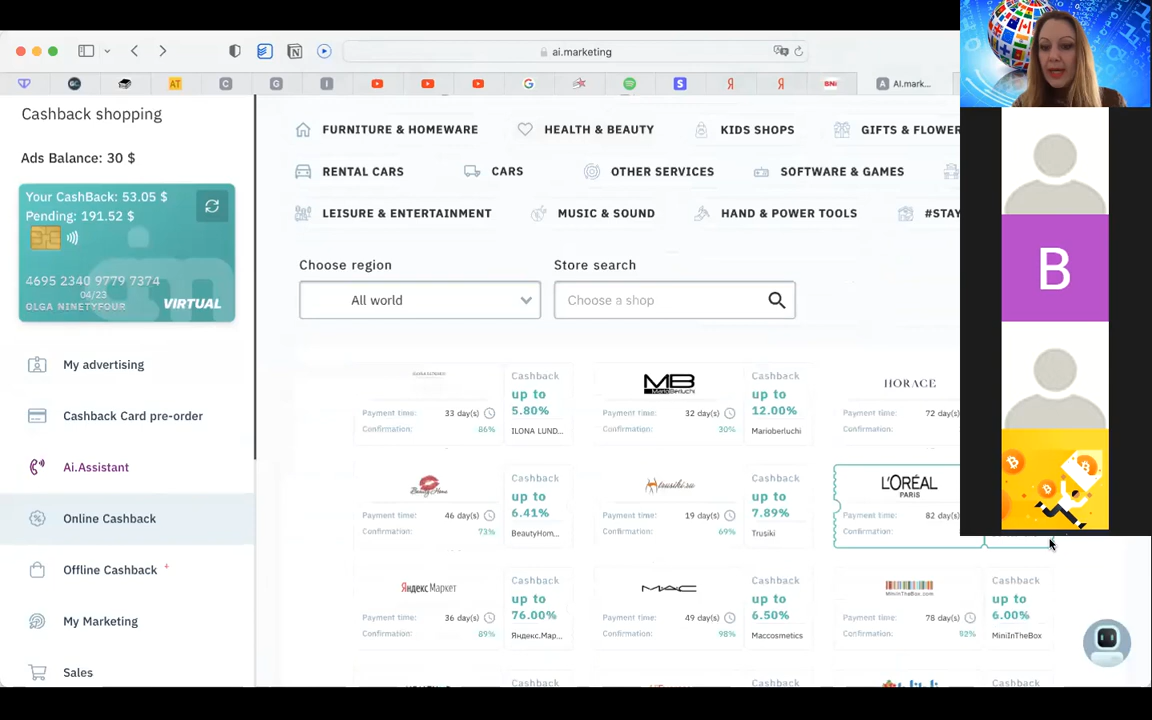 ai.marketing
AT
C
G
I
S
Я
Я
BNI
A AI.mark...
Cashback shopping
Ads Balance: 30 $
Your CashBack: 53.05 $
Pending: 191.52 $
4695 2340 9779 7374
04/23
OLGA NINETYFOUR
VIRTUAL
My advertising
Cashback Card pre-order
Ai.Assistant
Online Cashback
Offline Cashback +
My Marketing
Sales
FURNITURE & HOMEWARE
HEALTH & BEAUTY
KIDS SHOPS
GIFTS & FLOWER
RENTAL CARS
CARS
OTHER SERVICES
SOFTWARE & GAMES
LEISURE & ENTERTAINMENT
MUSIC & SOUND
HAND & POWER TOOLS
#STAY
Choose region
Store search
All world
Choose a shop
Payment time: 33 day(s)
Confirmation: 86%
Cashback
up to
5.80%
ILONA LUND...
MB
Marioberluchi
Payment time: 32 day(s)
Confirmation: 30%
Cashback
up to
12.00%
Marioberluchi
HORACE
Payment time: 72 day(s)
Confirmation:
Payment time: 46 day(s)
Confirmation: 73%
Cashback
up to
6.41%
BeautyHom...
trusiki.ru
Payment time: 19 day(s)
Confirmation: 69%
Cashback
up to
7.89%
Trusiki
L'ORÉAL
PARIS
Payment time: 82 day(s)
Confirmation:
Яндекс Маркет
Payment time: 36 day(s)
Confirmation: 89%
Cashback
up to
76.00%
Яндекс.Мар...
MAC
Payment time: 49 day(s)
Confirmation: 98%
Cashback
up to
6.50%
Maccosmetics
MINIINTHEBOX.com
Payment time: 78 day(s)
Confirmation: 92%
Cashback
up to
6.00%
MiniInTheBox
Cashback
Cashback
Cashback
B